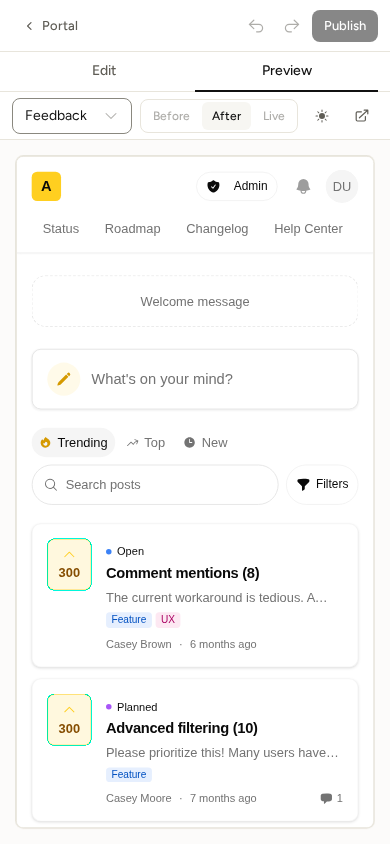 Portal
Publish
Edit Preview
Feedback Before After Live
A Admin DU
Status Roadmap Changelog Help Center
Welcome message
What's on your mind?
Trending Top New
Search posts Filters
Open
300 Comment mentions (8)
The current workaround is tedious. A…
Feature UX
Casey Brown · 6 months ago
Planned
300 Advanced filtering (10)
Please prioritize this! Many users have…
Feature
Casey Moore · 7 months ago 1